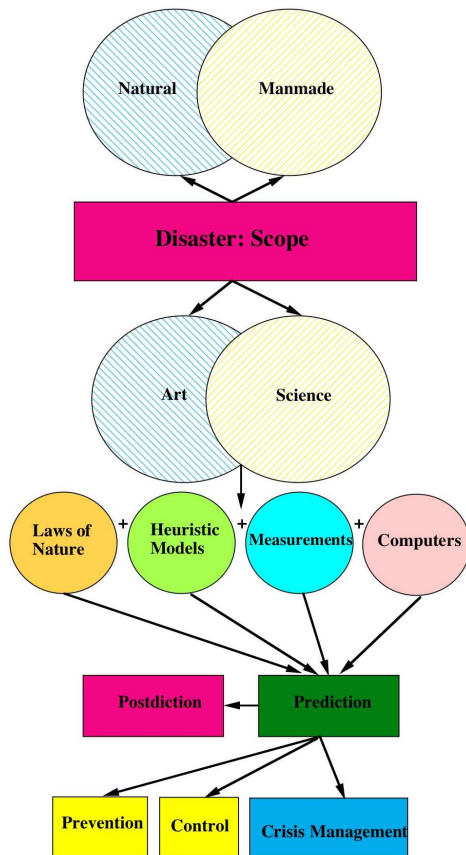 Natural
Manmade
Disaster: Scope
Art
Science
Laws of
Nature
+
Heuristic
Models
+
Measurements
+
Computers
Postdiction
Prediction
Prevention
Control
Crisis Management